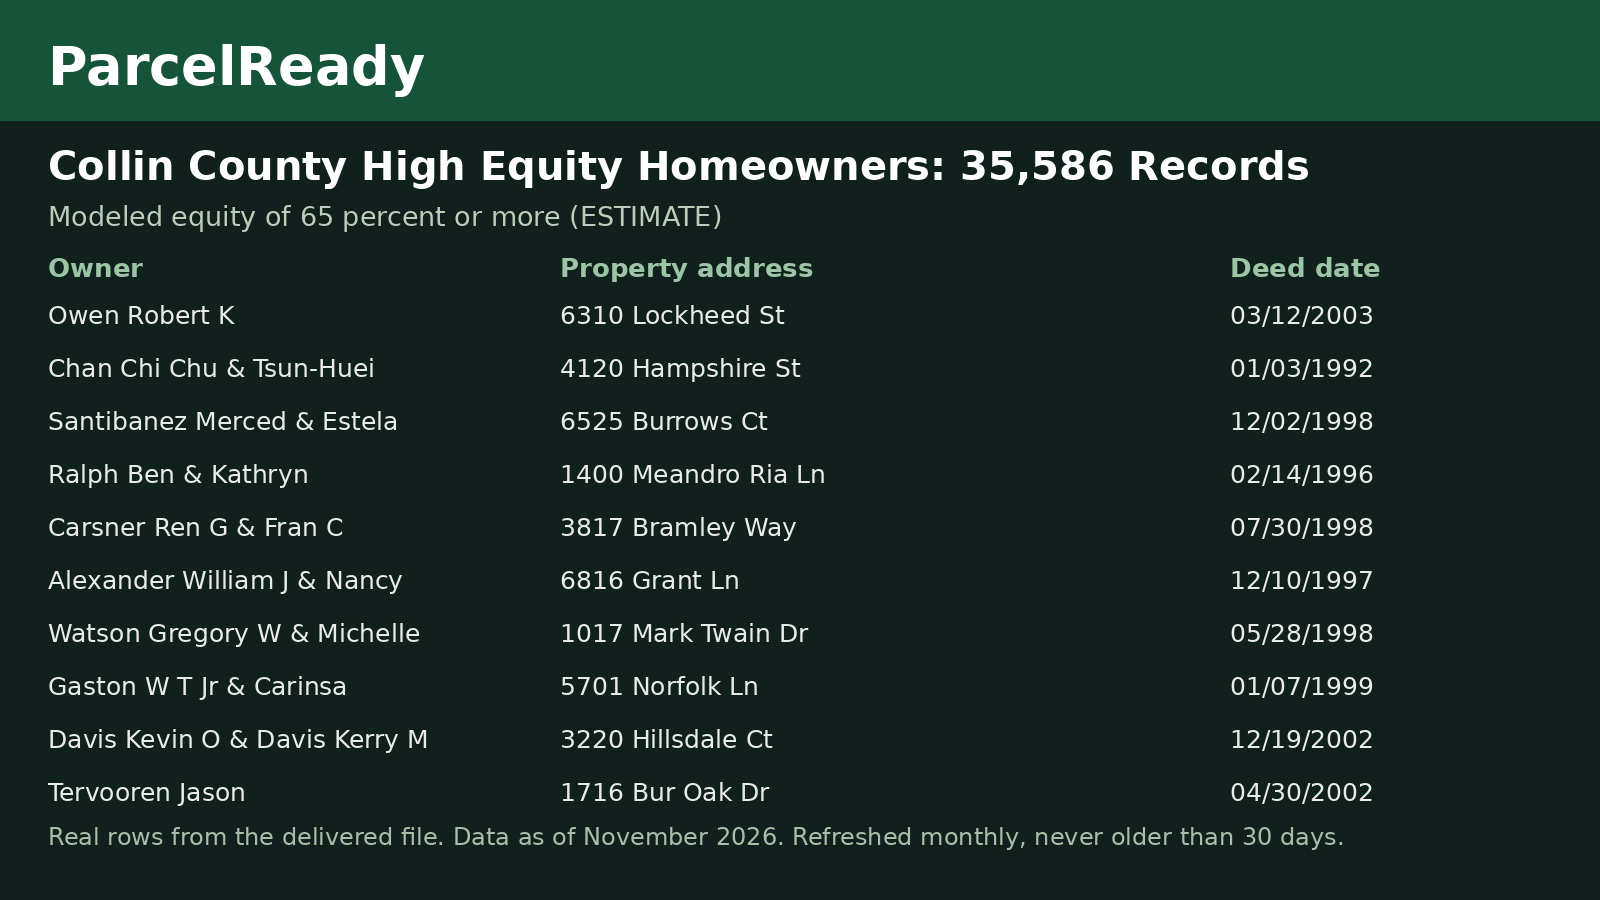 ParcelReady
Collin County High Equity Homeowners: 35,586 Records
Modeled equity of 65 percent or more (ESTIMATE)
Owner Property address Deed date
Owen Robert K 6310 Lockheed St 03/12/2003
Chan Chi Chu & Tsun-Huei 4120 Hampshire St 01/03/1992
Santibanez Merced & Estela 6525 Burrows Ct 12/02/1998
Ralph Ben & Kathryn 1400 Meandro Ria Ln 02/14/1996
Carsner Ren G & Fran C 3817 Bramley Way 07/30/1998
Alexander William J & Nancy 6816 Grant Ln 12/10/1997
Watson Gregory W & Michelle 1017 Mark Twain Dr 05/28/1998
Gaston W T Jr & Carinsa 5701 Norfolk Ln 01/07/1999
Davis Kevin O & Davis Kerry M 3220 Hillsdale Ct 12/19/2002
Tervooren Jason 1716 Bur Oak Dr 04/30/2002
Real rows from the delivered file. Data as of November 2026. Refreshed monthly, never older than 30 days.